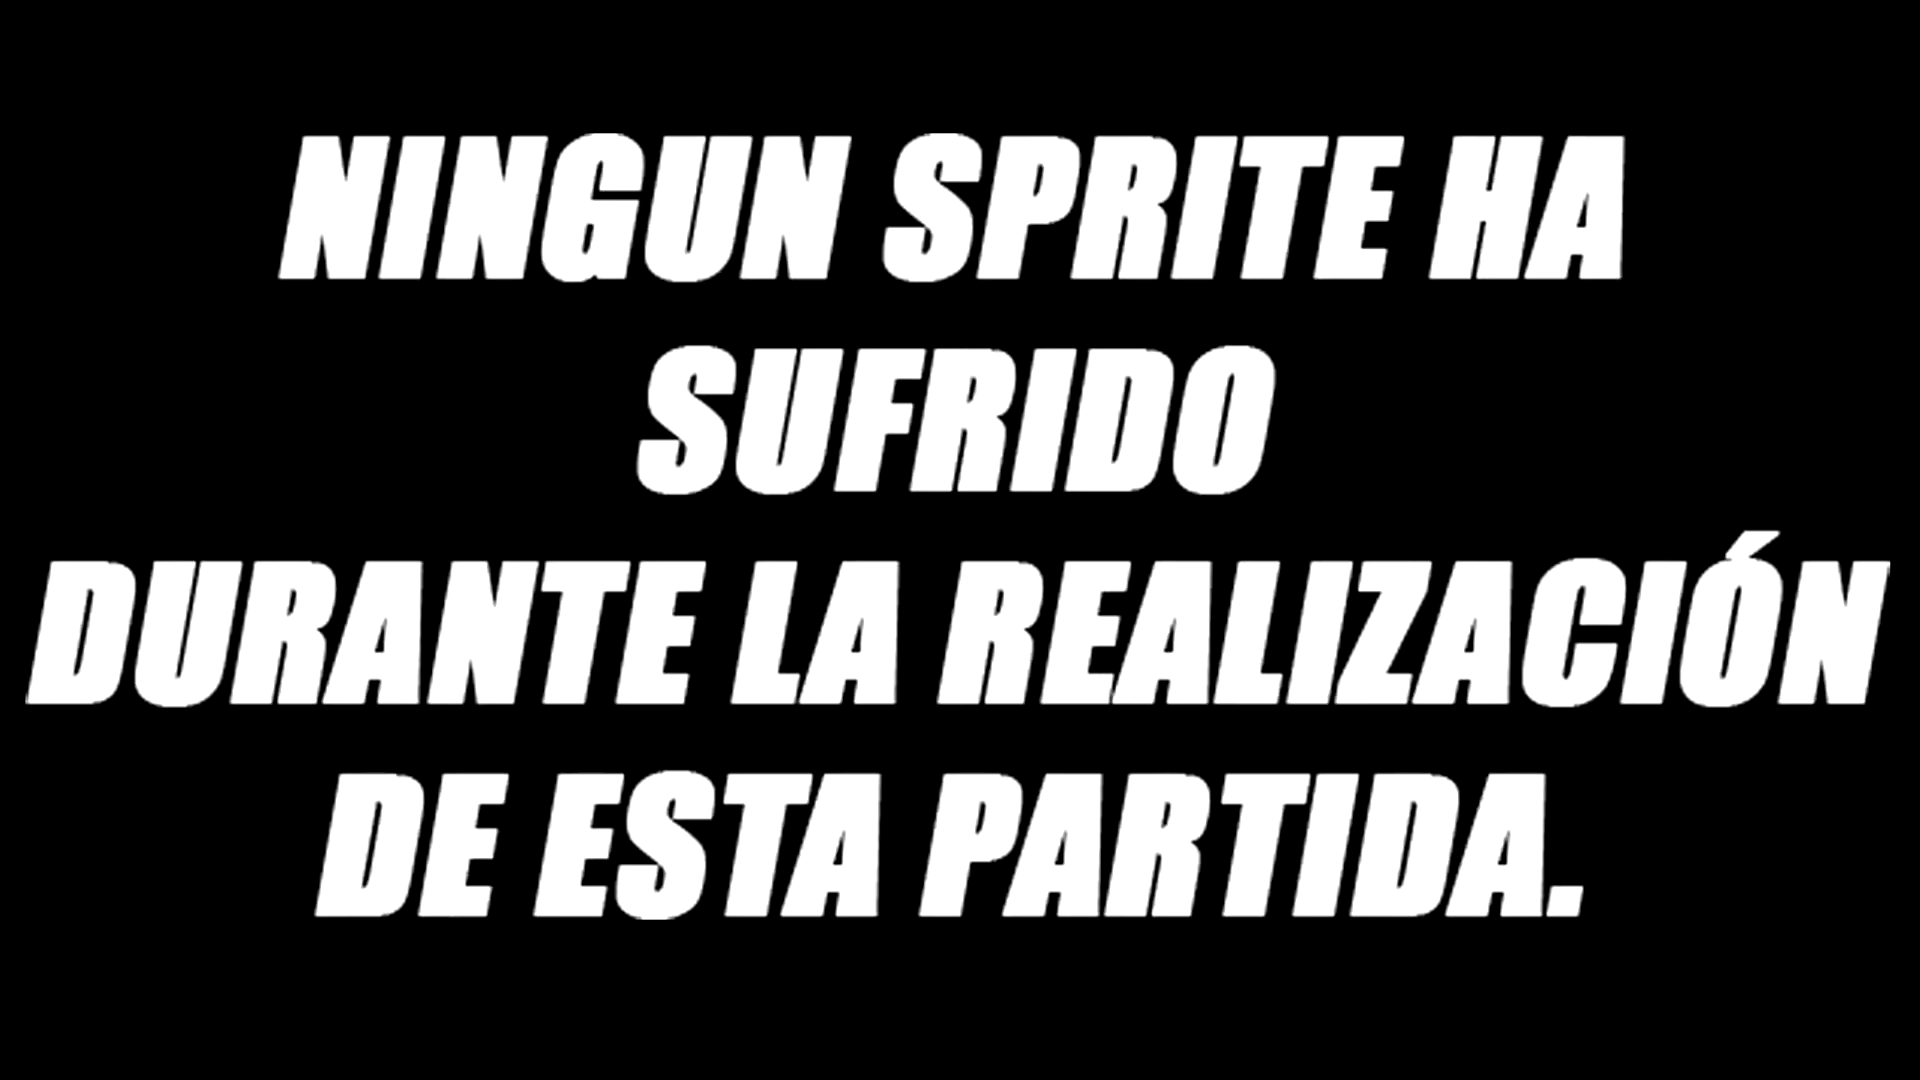 NINGUN SPRITE HA
SUFRIDO
DURANTE LA REALIZACIÓN
DE ESTA PARTIDA.